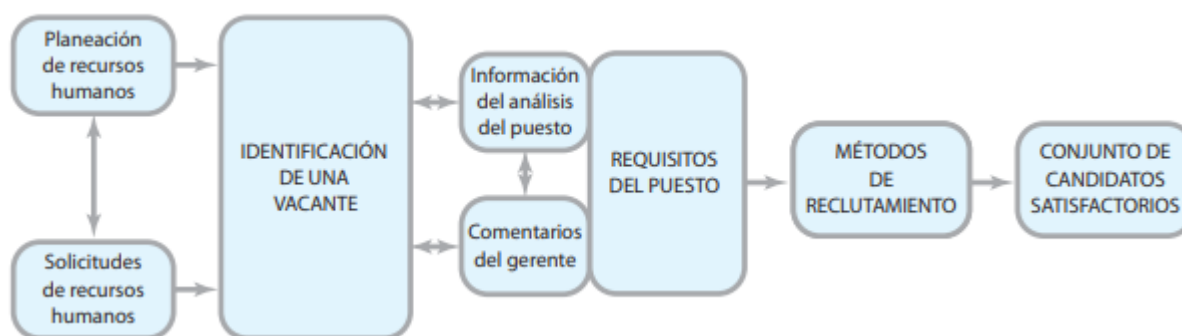 Planeación
de recursos
humanos
Solicitudes
de recursos
humanos
IDENTIFICACIÓN
DE UNA
VACANTE
Información
del análisis
del puesto
Comentarios
del gerente
REQUISITOS
DEL PUESTO
MÉTODOS
DE
RECLUTAMIENTO
CONJUNTO DE
CANDIDATOS
SATISFACTORIOS